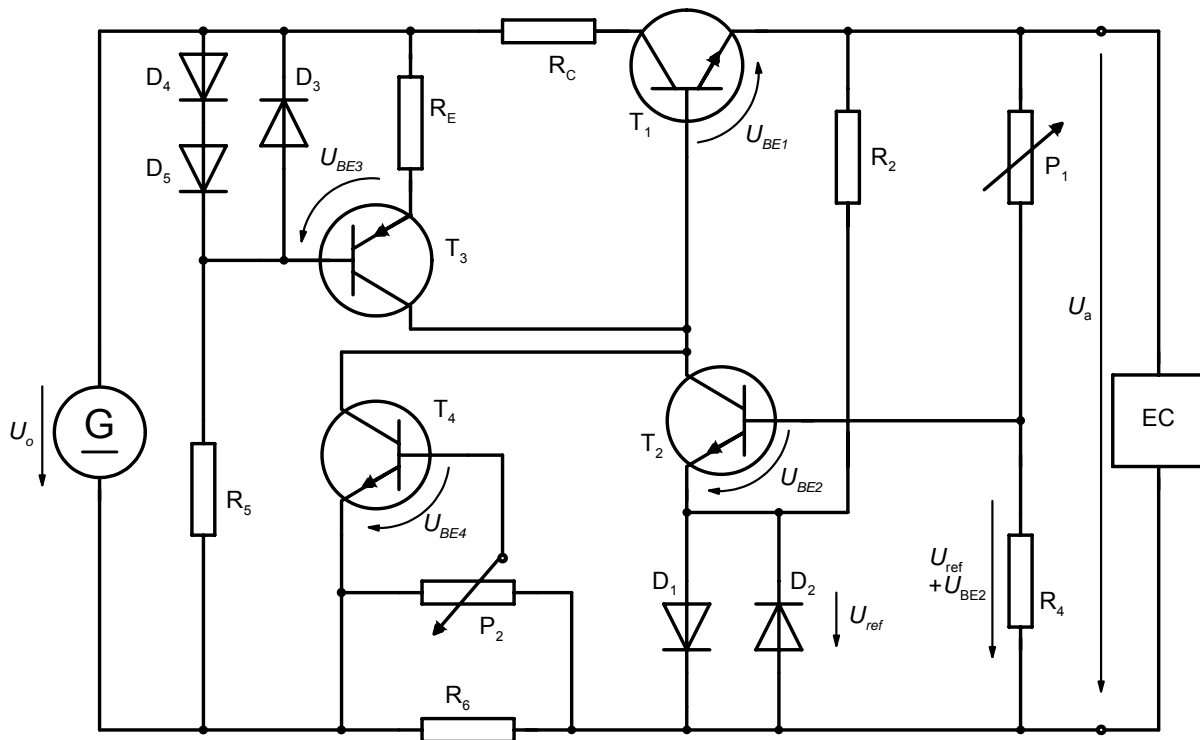 D4
D3
RE
RC
T1
UBE1
R2
P1
D5
UBE3
T3
Ua
Uo
G
T4
T2
EC
R5
UBE4
UBE2
D1
D2
Uref
Uref
+UBE2
R4
P2
R6